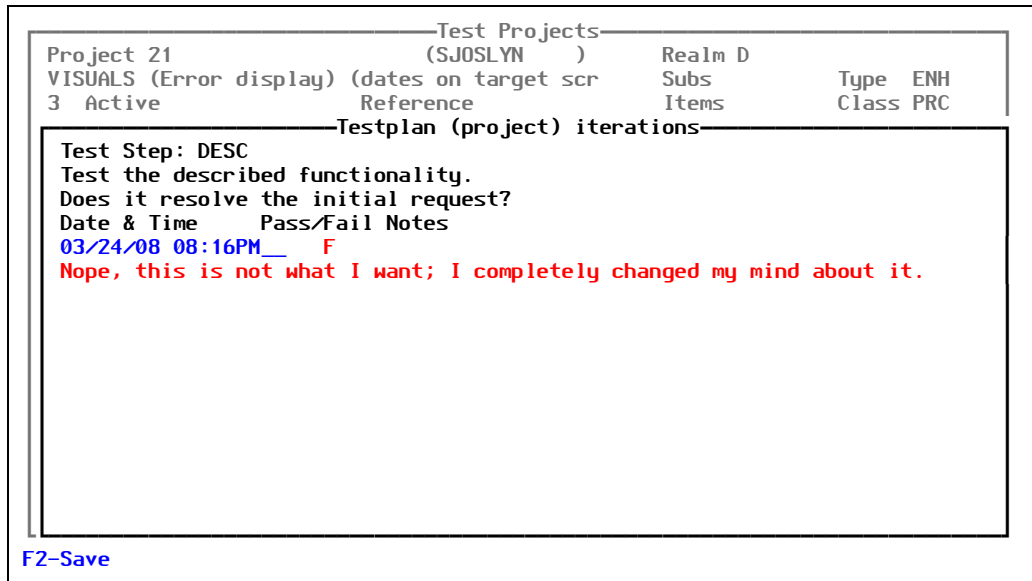 Test Projects
Project 21 (SJOSLYN ) Realm D
VISUALS (Error display) (dates on target scr Subs Type ENH
3 Active Reference Items Class PRC
Testplan (project) iterations
Test Step: DESC
Test the described functionality.
Does it resolve the initial request?
Date & Time Pass/Fail Notes
03/24/08 08:16PM__ F
Nope, this is not what I want; I completely changed my mind about it.
F2-Save